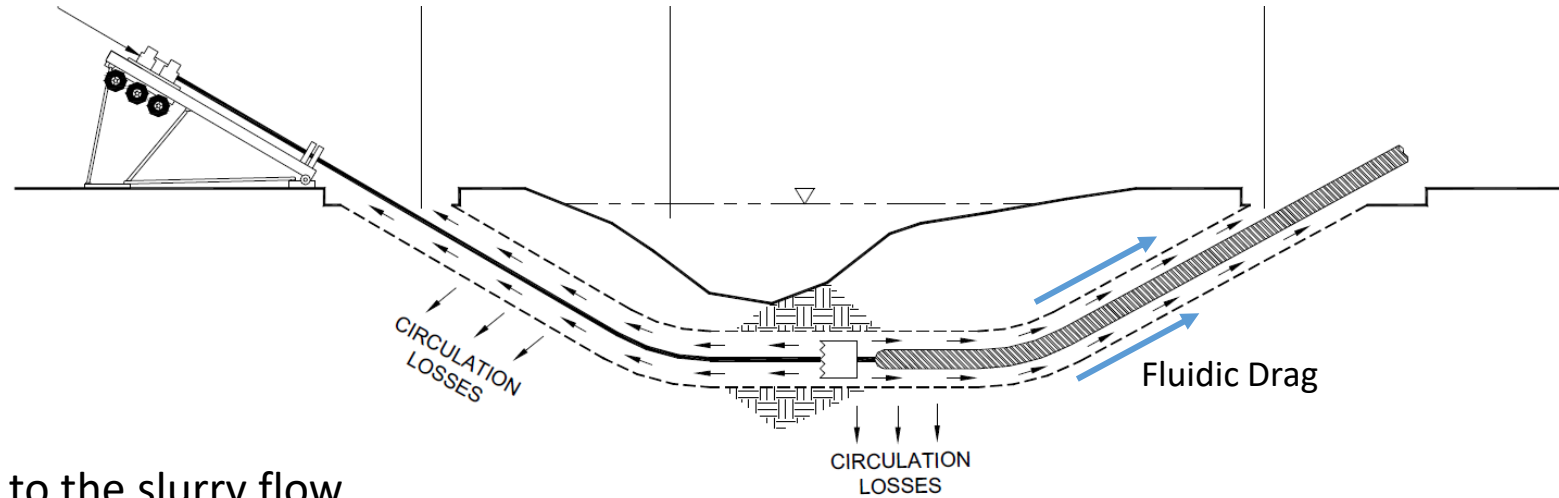 CIRCULATION
LOSSES
Fluidic Drag
CIRCULATION
LOSSES
to the slurry flow